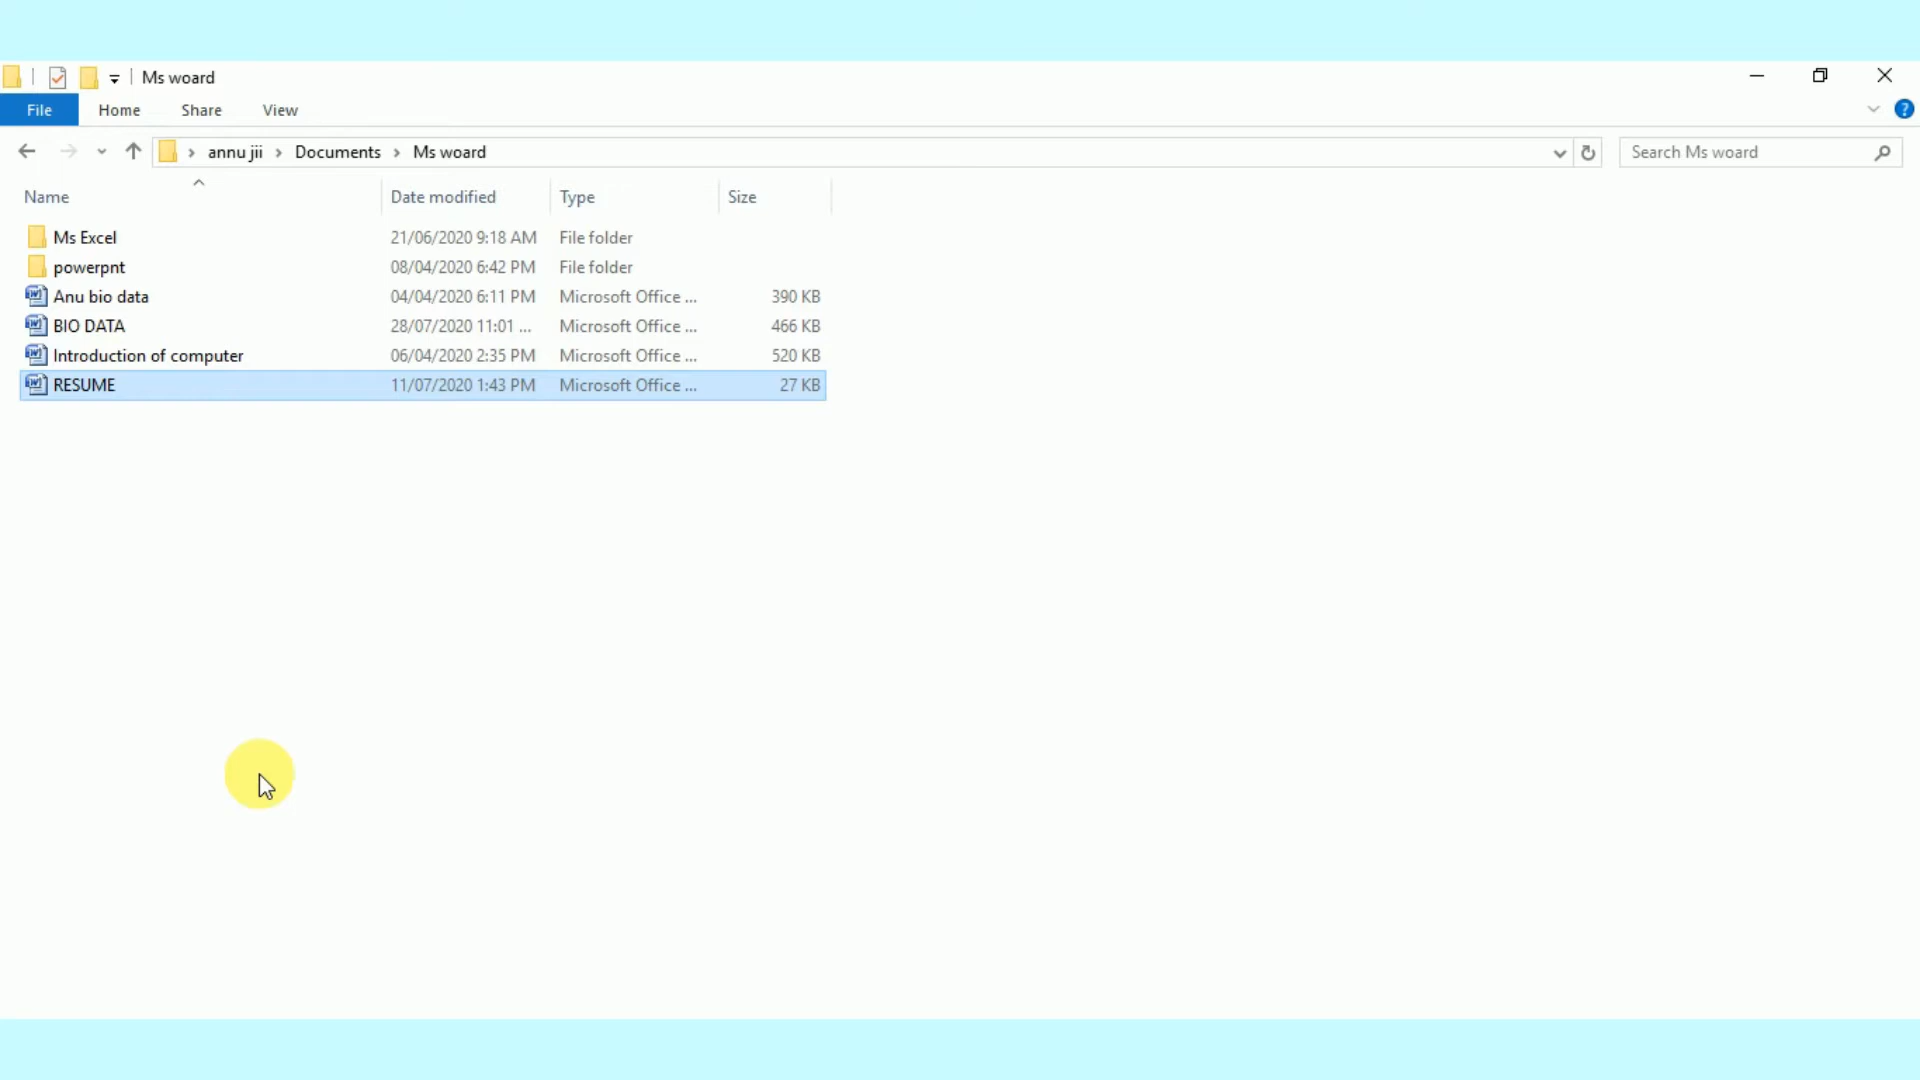 Ms woard
File Home Share View
annu jii > Documents > Ms woard Search Ms woard
Name Date modified Type Size
Ms Excel 21/06/2020 9:18 AM File folder
powerpnt 08/04/2020 6:42 PM File folder
Anu bio data 04/04/2020 6:11 PM Microsoft Office ... 390 KB
BIO DATA 28/07/2020 11:01 ... Microsoft Office ... 466 KB
Introduction of computer 06/04/2020 2:35 PM Microsoft Office ... 520 KB
RESUME 11/07/2020 1:43 PM Microsoft Office ... 27 KB